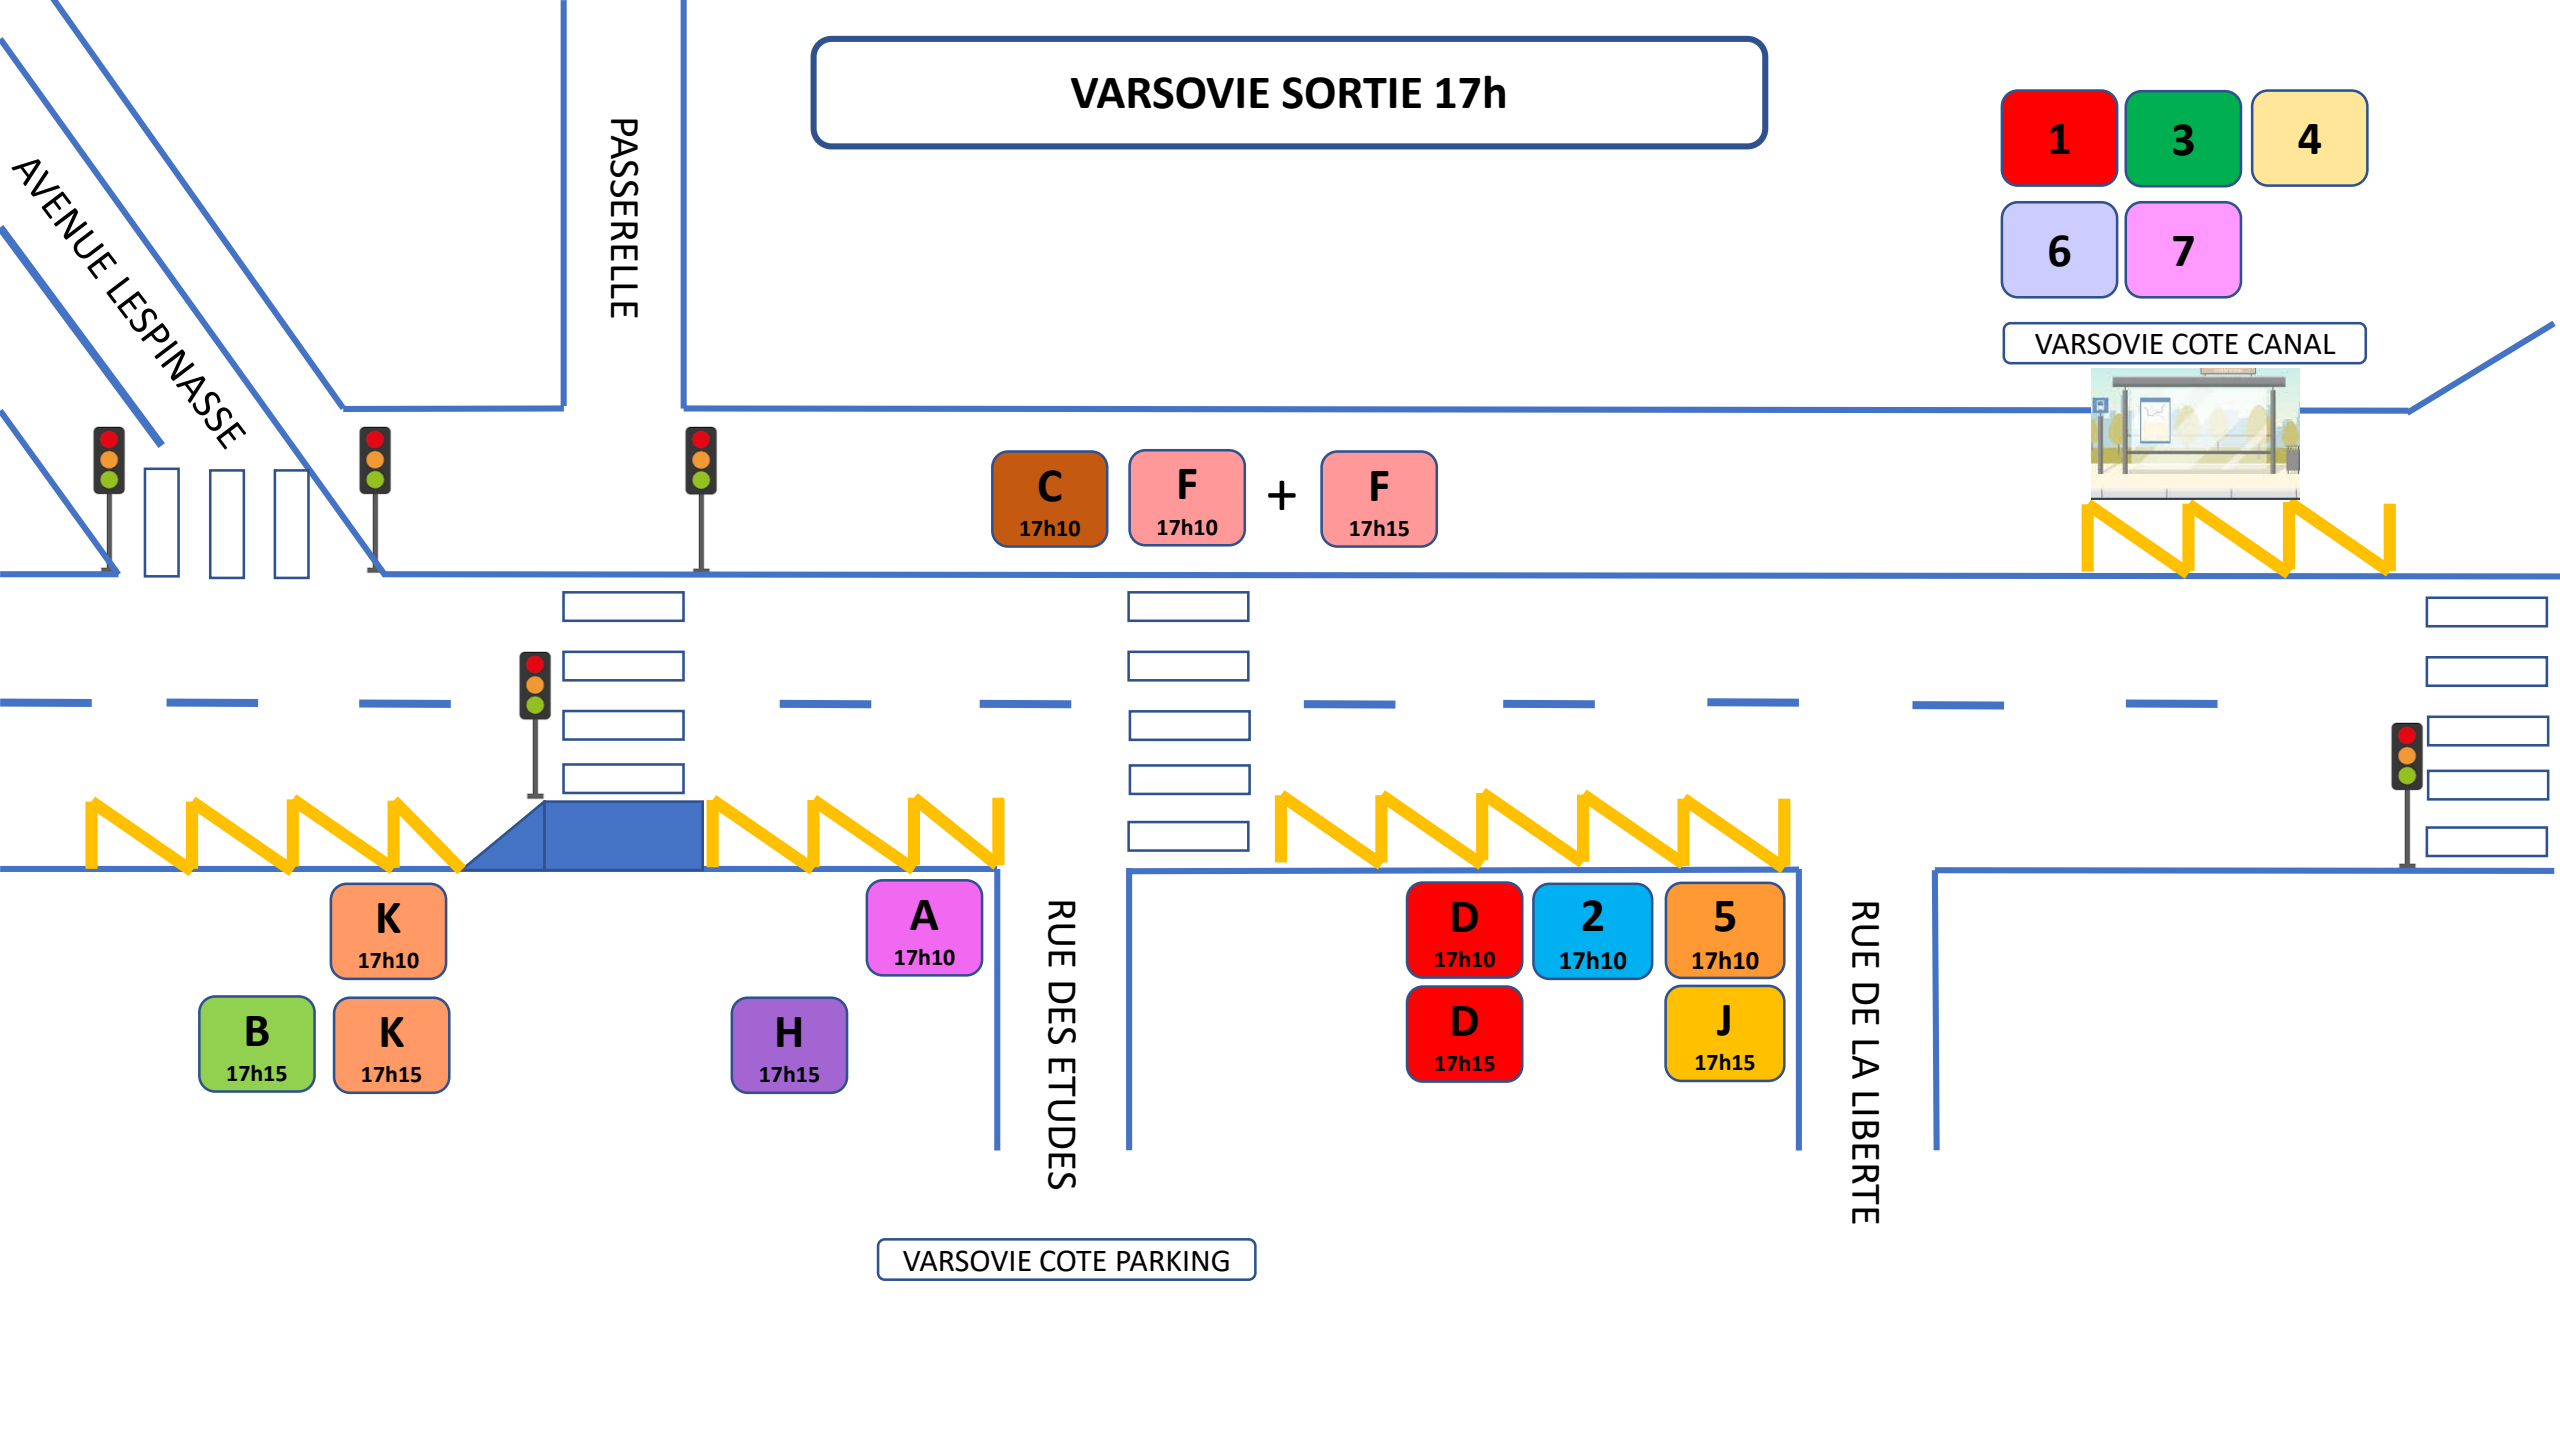 VARSOVIE SORTIE 17h
1
3
4
6
7
VARSOVIE COTE CANAL
AVENUE LESPINASSE
PASSERELLE
C
17h10
F
17h10
+
F
17h15
K
17h10
B
17h15
K
17h15
A
17h10
H
17h15
RUE DES ETUDES
D
17h10
2
17h10
5
17h10
D
17h15
J
17h15
RUE DE LA LIBERTE
VARSOVIE COTE PARKING